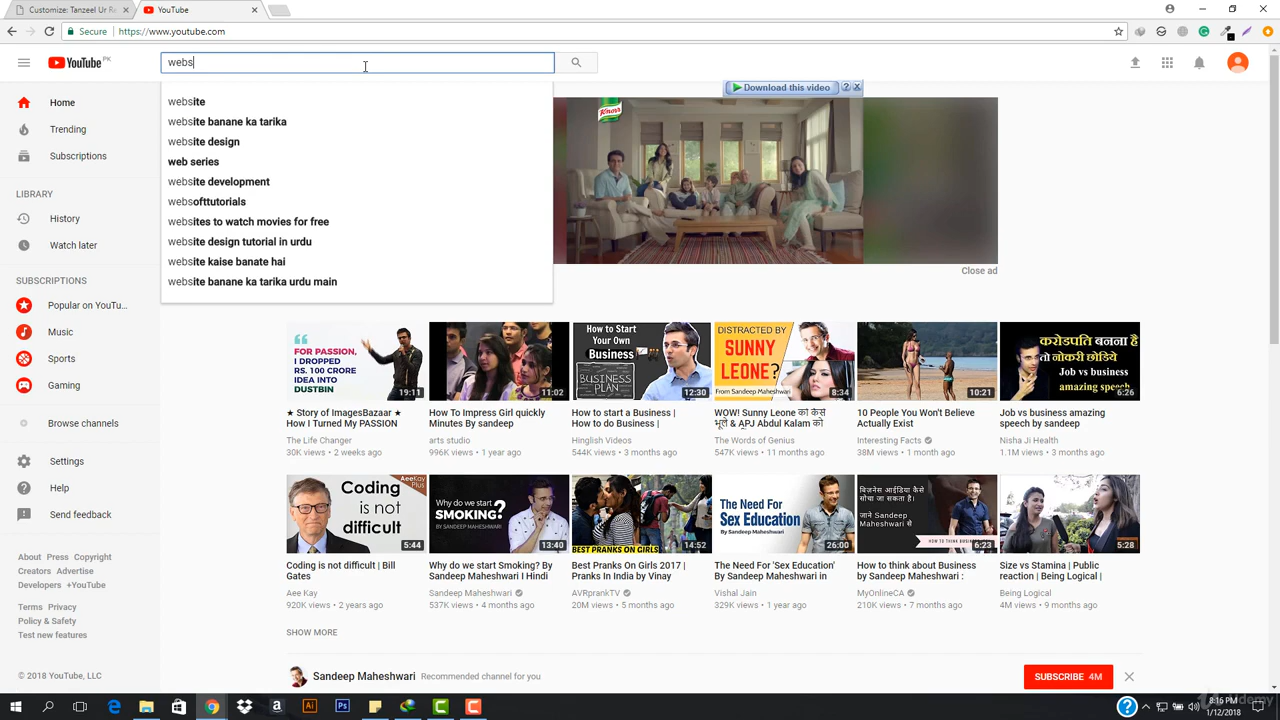 Customize: Tanzeel Ur Re
YouTube
Secure
https://www.youtube.com
YouTube PK
webs
website
website banane ka tarika
website design
web series
website development
websofttutorials
websites to watch movies for free
website design tutorial in urdu
website kaise banate hai
website banane ka tarika urdu main
Download this video
?
X
Knorr
Close ad
Home
Trending
Subscriptions
LIBRARY
History
Watch later
SUBSCRIPTIONS
Popular on YouTu...
Music
Sports
Gaming
Browse channels
Settings
Help
Send feedback
About Press Copyright
Creators Advertise
Developers +YouTube
Terms Privacy
Policy & Safety
Test new features
© 2018 YouTube, LLC
FOR PASSION,
I DROPPED
RS. 100 CRORE
IDEA INTO
DUSTBIN
19:11
★ Story of ImagesBazaar ★
How I Turned My PASSION
The Life Changer
30K views • 2 weeks ago
11:02
How To Impress Girl quickly
Minutes By sandeep
arts studio
996K views • 1 year ago
How to Start
Your Own
Business
BUSINESS
PLAN
12:30
How to start a Business |
How to do Business |
Hinglish Videos
544K views • 3 months ago
DISTRACTED BY
SUNNY
LEONE?
From Sandeep Maheshwari
8:34
WOW! Sunny Leone को कैसे
भूले & APJ Abdul Kalam को
The Words of Genius
547K views • 11 months ago
10:21
10 People You Won't Believe
Actually Exist
Interesting Facts
38M views • 1 month ago
करोडपति बनना है
तो नोकरी छोडिये
Job vs business
amazing speech
6:26
Job vs business amazing
speech by sandeep
Nisha Ji Health
1.1M views • 3 months ago
AeeKay
Plus
Coding
is not
difficult
5:44
Coding is not difficult | Bill
Gates
Aee Kay
920K views • 2 years ago
Why do we start
SMOKING?
BY SANDEEP MAHESHWARI
13:40
Why do we start Smoking? By
Sandeep Maheshwari I Hindi
Sandeep Maheshwari
537K views • 4 months ago
BEST PRANKS ON GIRLS
14:52
Best Pranks On Girls 2017 |
Pranks In India by Vinay
AVRprankTV
20M views • 5 months ago
The Need For
Sex Education
26:00
The Need For 'Sex Education'
By Sandeep Maheshwari in
Vishal Jain
329K views • 1 year ago
बिज़नेस आईडिया कैसे
सोचा जा सकता है।
जाने Sandeep
Maheshwari से
HOW TO THINK BUSINESS
6:23
How to think about Business
by Sandeep Maheshwari :
MyOnlineCA
210K views • 7 months ago
5:28
Size vs Stamina | Public
reaction | Being Logical |
Being Logical
4M views • 9 months ago
SHOW MORE
Sandeep Maheshwari
Recommended channel for you
SUBSCRIBE 4M
8:16 PM
1/12/2018